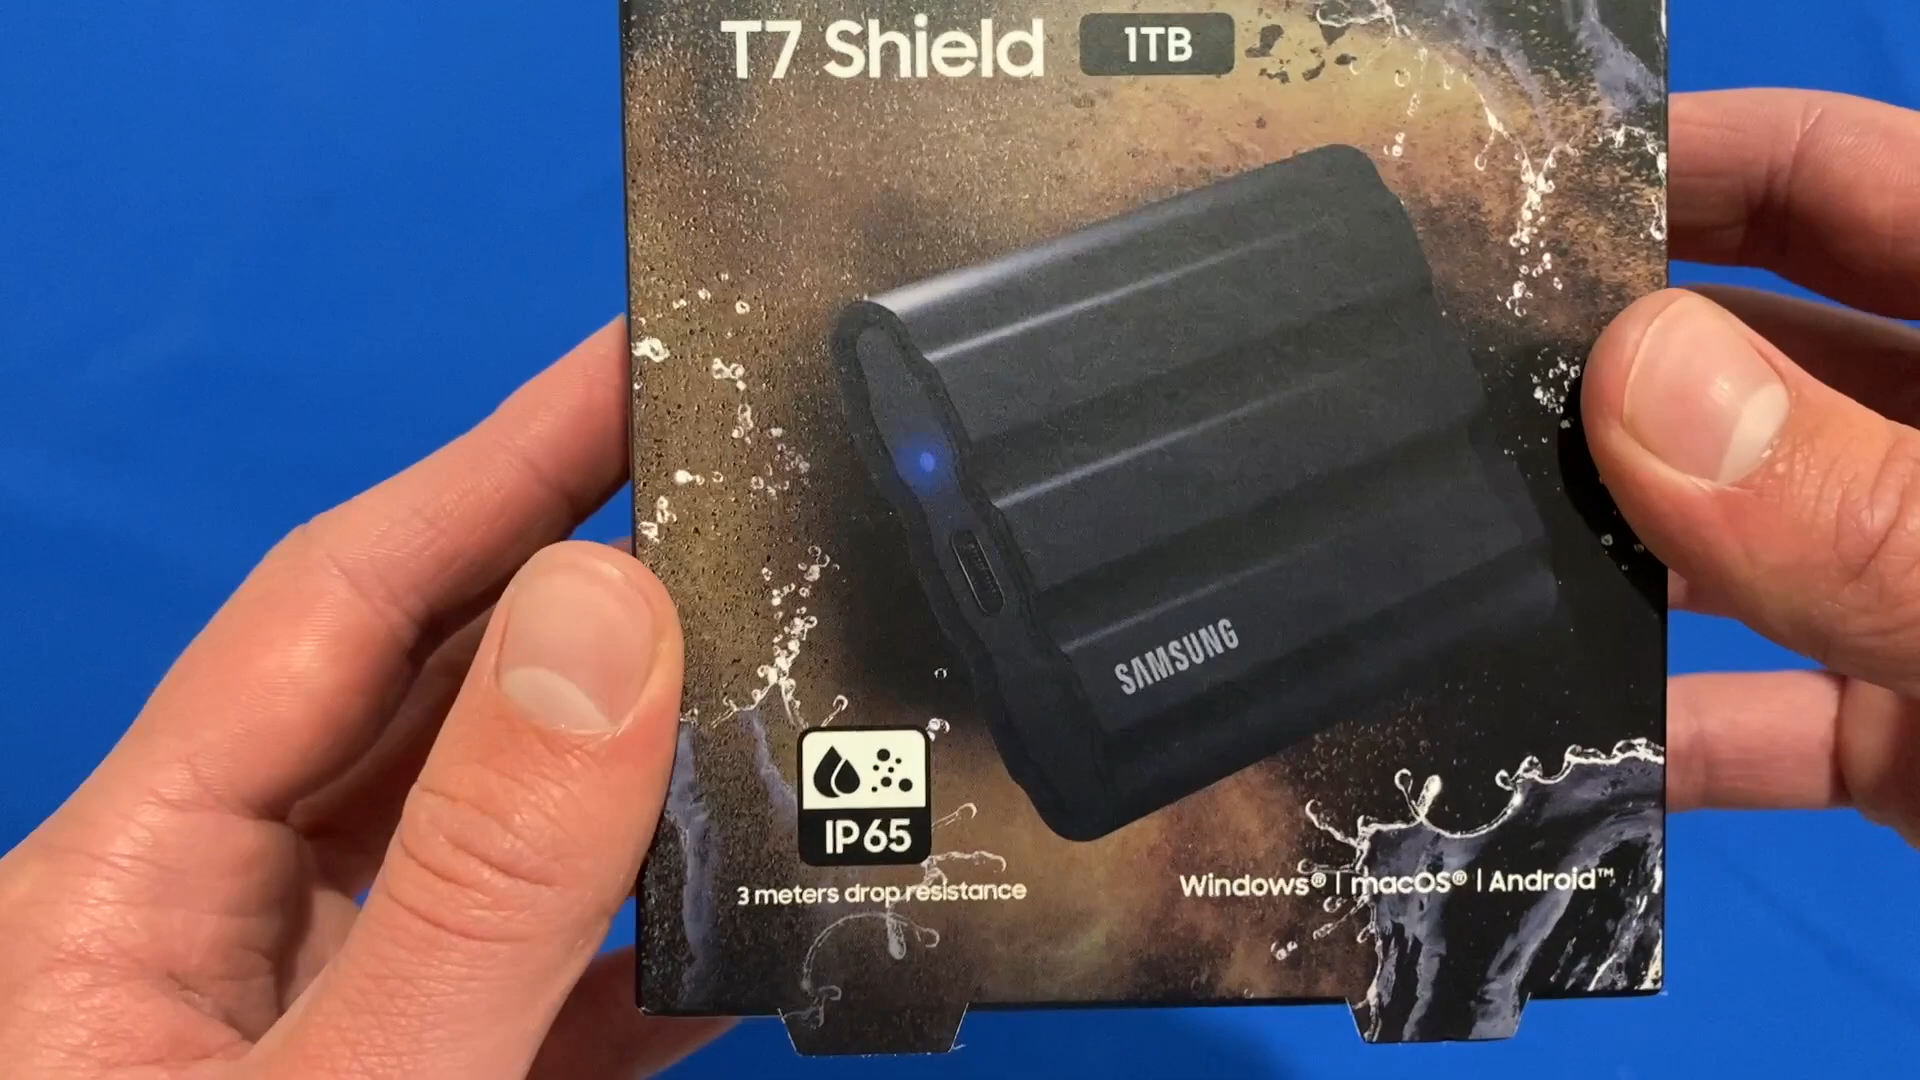 T7 Shield 1TB
SAMSUNG
IP65
3 meters drop resistance
Windows® | macOS® | Android™